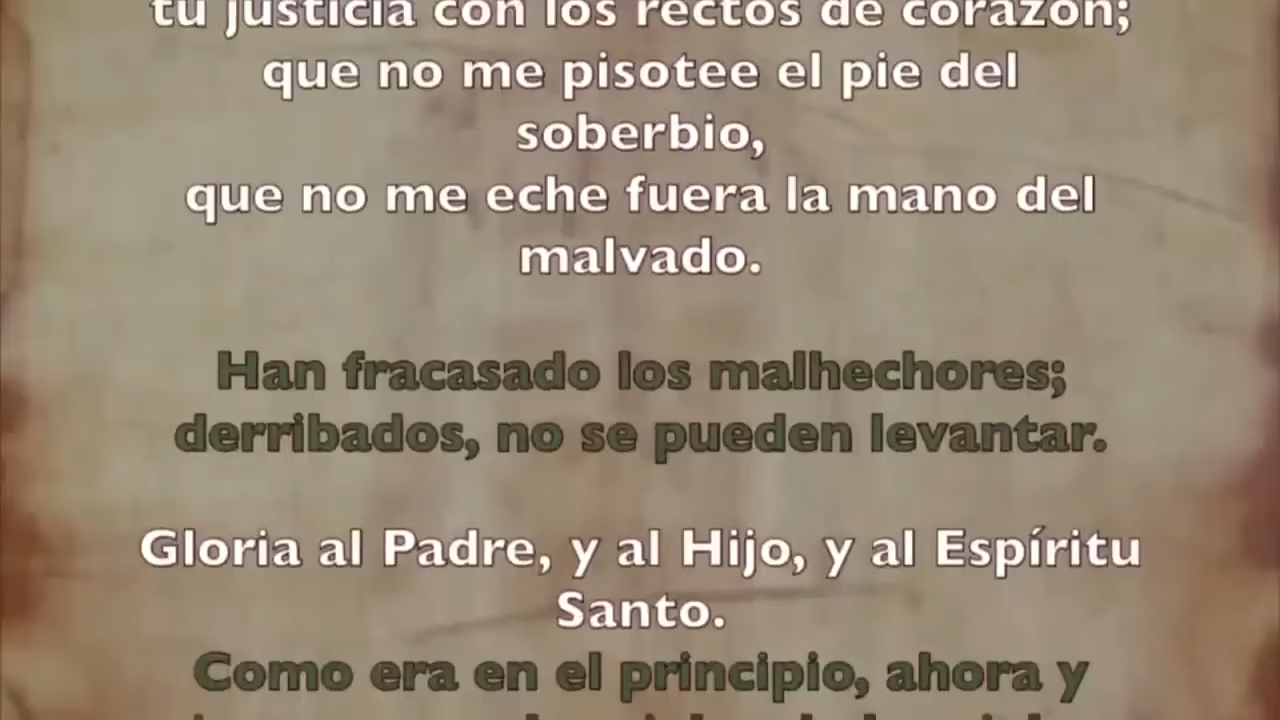 tu justicia con los rectos de corazón;
que no me pisotee el pie del
soberbio,
que no me eche fuera la mano del
malvado.
Han fracasado los malhechores;
derribados, no se pueden levantar.
Gloria al Padre, y al Hijo, y al Espíritu
Santo.
Como era en el principio, ahora y